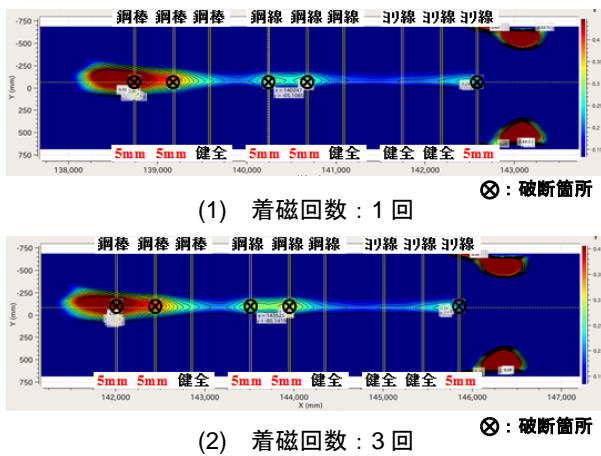 鋼棒 鋼棒 鋼棒 鋼線 鋼線 鋼線 ヨリ線 ヨリ線 ヨリ線
-750
-500
-250
0
250
500
750
Y (mm)
5mm 5mm 健全 5mm 5mm 健全 健全 健全 5mm
138,000 139,000 140,000 141,000 142,000 143,000
⊗：破断箇所
(1) 着磁回数：1 回
鋼棒 鋼棒 鋼棒 鋼線 鋼線 鋼線 ヨリ線 ヨリ線 ヨリ線
-750
-500
-250
0
250
500
750
Y (mm)
5mm 5mm 健全 5mm 5mm 健全 健全 健全 5mm
142,000 143,000 144,000 145,000 146,000 147,000
X (mm)
⊗：破断箇所
(2) 着磁回数：3 回